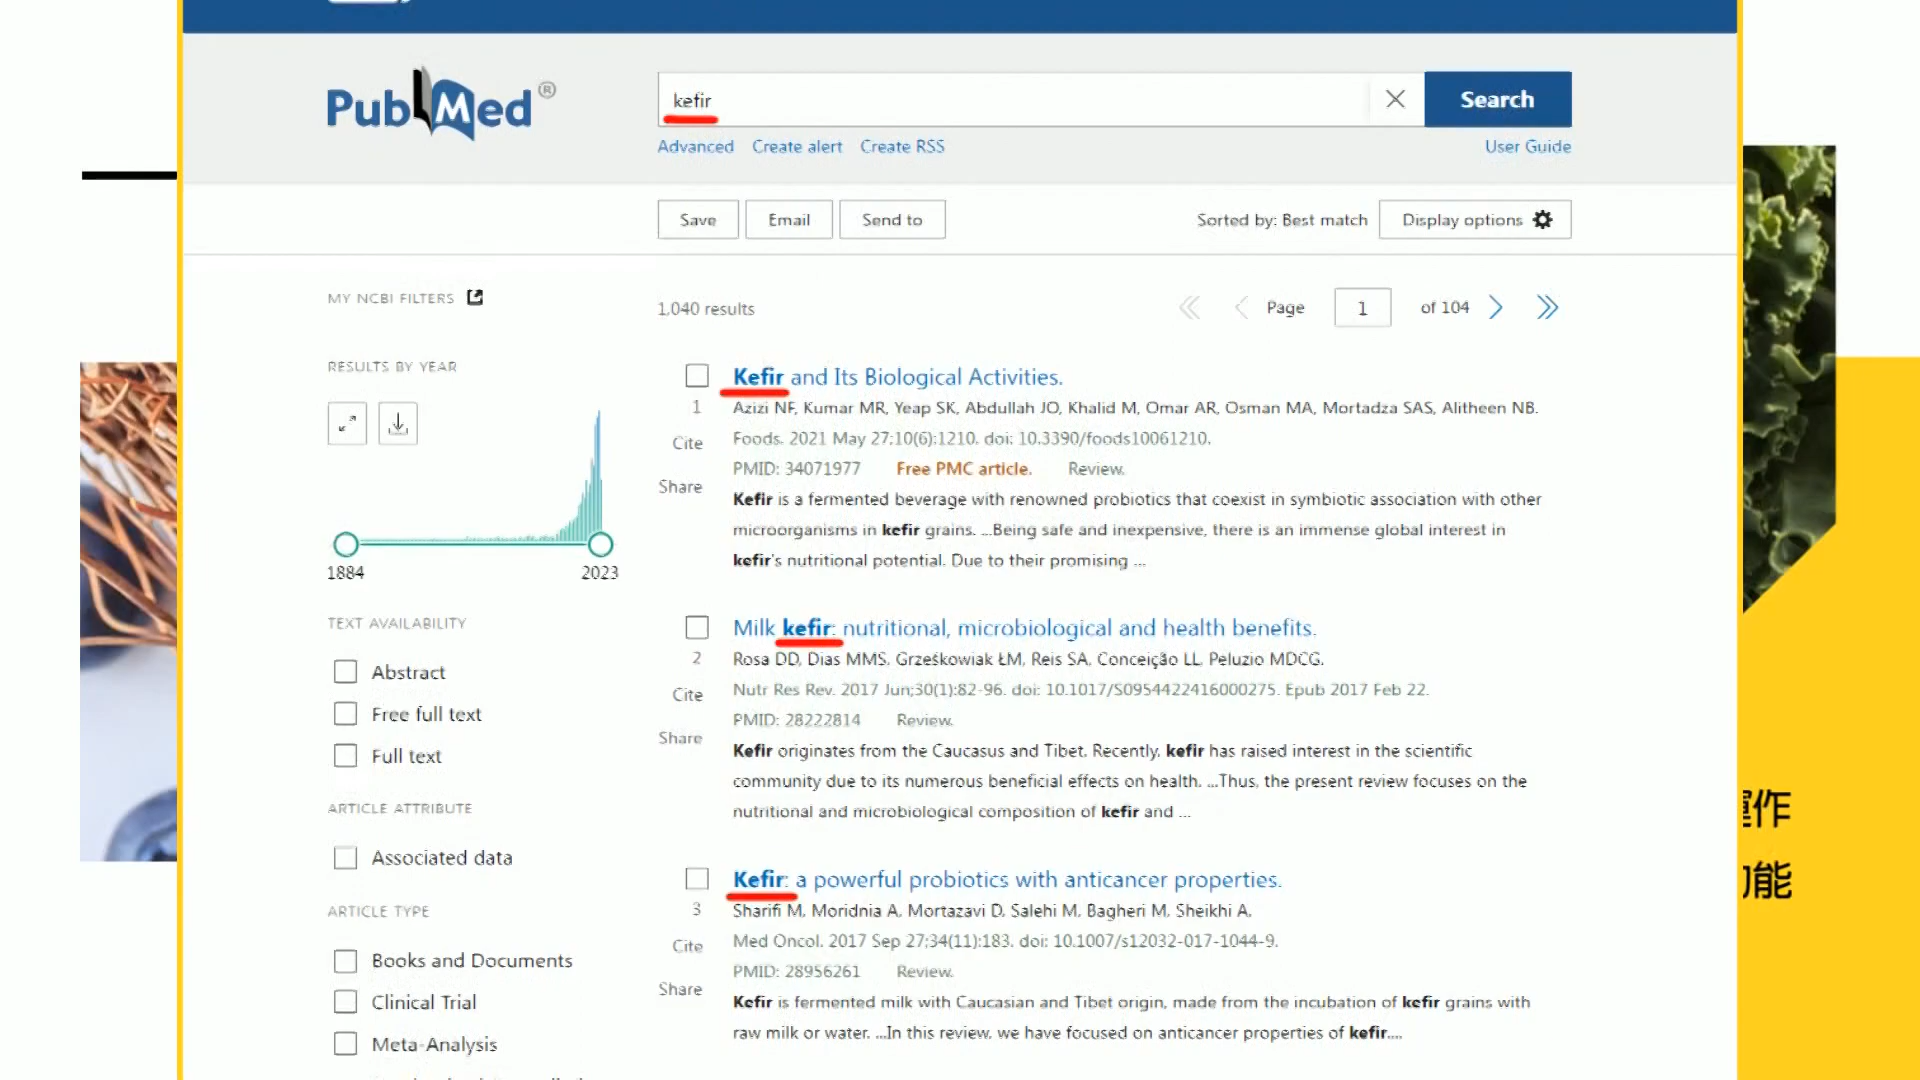 PubMed®
kefir
Search
Advanced Create alert Create RSS
User Guide
Save Email Send to
Sorted by: Best match Display options
MY NCBI FILTERS
1,040 results
Page 1 of 104
RESULTS BY YEAR
1884 2023
TEXT AVAILABILITY
Abstract
Free full text
Full text
ARTICLE ATTRIBUTE
Associated data
ARTICLE TYPE
Books and Documents
Clinical Trial
Meta-Analysis
Kefir and Its Biological Activities.
1 Azizi NF, Kumar MR, Yeap SK, Abdullah JO, Khalid M, Omar AR, Osman MA, Mortadza SAS, Alitheen NB.
Cite Foods. 2021 May 27;10(6):1210. doi: 10.3390/foods10061210.
PMID: 34071977 Free PMC article. Review.
Share Kefir is a fermented beverage with renowned probiotics that coexist in symbiotic association with other
microorganisms in kefir grains. ...Being safe and inexpensive, there is an immense global interest in
kefir's nutritional potential. Due to their promising ...
Milk kefir: nutritional, microbiological and health benefits.
2 Rosa DD, Dias MMS, Grześkowiak ŁM, Reis SA, Conceição LL, Peluzio MDCG.
Cite Nutr Res Rev. 2017 Jun;30(1):82-96. doi: 10.1017/S0954422416000275. Epub 2017 Feb 22.
PMID: 28222814 Review.
Share Kefir originates from the Caucasus and Tibet. Recently, kefir has raised interest in the scientific
community due to its numerous beneficial effects on health. ...Thus, the present review focuses on the
nutritional and microbiological composition of kefir and ...
Kefir: a powerful probiotics with anticancer properties.
3 Sharifi M, Moridnia A, Mortazavi D, Salehi M, Bagheri M, Sheikhi A.
Cite Med Oncol. 2017 Sep 27;34(11):183. doi: 10.1007/s12032-017-1044-9.
PMID: 28956261 Review.
Share Kefir is fermented milk with Caucasian and Tibet origin, made from the incubation of kefir grains with
raw milk or water. ...In this review, we have focused on anticancer properties of kefir....
作
能